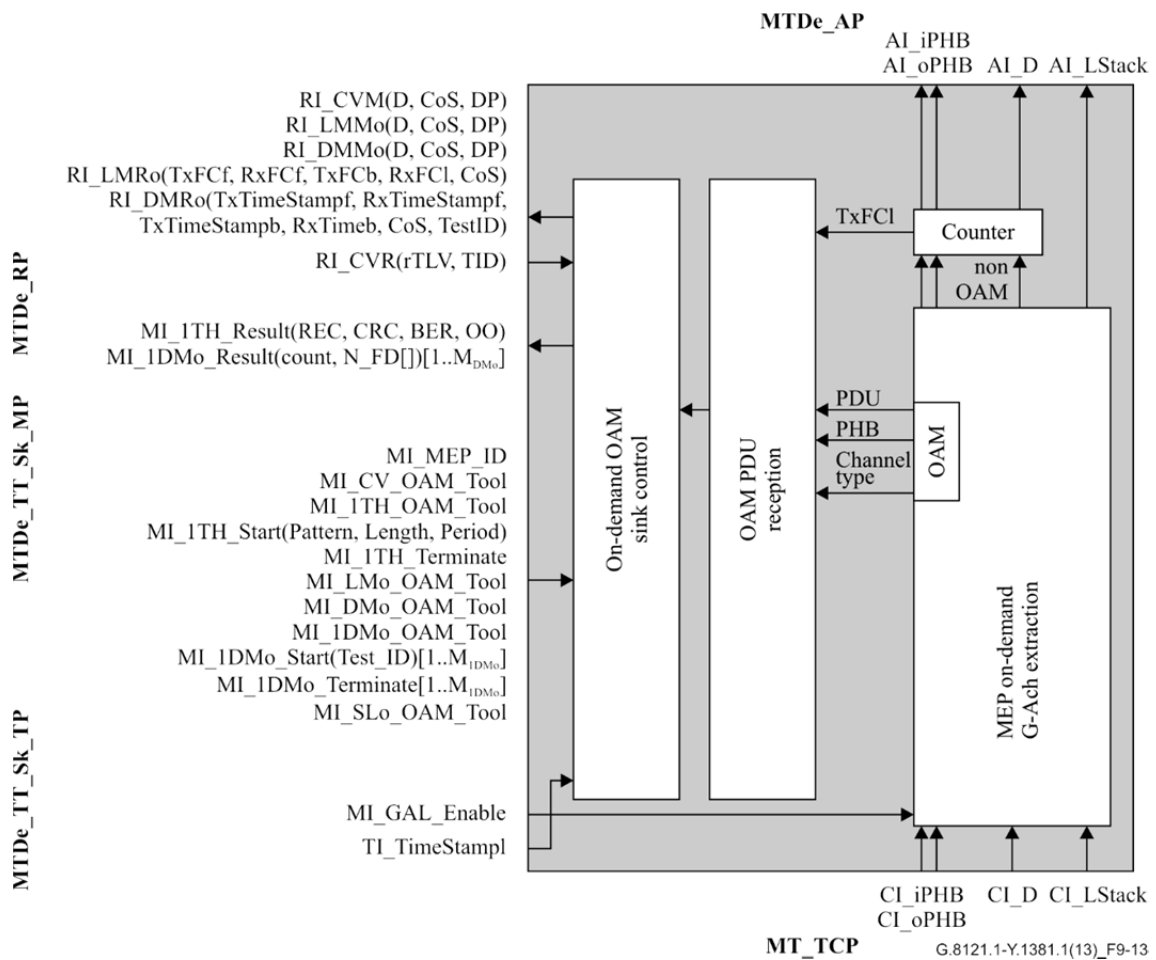 MTDe_AP
AI_iPHB
AI_oPHB AI_D AI_LStack
RI_CVM(D, CoS, DP)
RI_LMMo(D, CoS, DP)
RI_DMMo(D, CoS, DP)
RI_LMRo(TxFCf, RxFCf, TxFCb, RxFCl, CoS)
RI_DMRo(TxTimeStampf, RxTimeStampf,
TxTimeStampb, RxTimeb, CoS, TestID)
RI_CVR(rTLV, TID)
MTDe_RP
MI_1TH_Result(REC, CRC, BER, OO)
MI_1DMo_Result(count, N_FD[])[1..M_DMo]
MTDe_TT_Sk_MP
MI_MEP_ID
MI_CV_OAM_Tool
MI_1TH_OAM_Tool
MI_1TH_Start(Pattern, Length, Period)
MI_1TH_Terminate
MI_LMo_OAM_Tool
MI_DMo_OAM_Tool
MI_1DMo_OAM_Tool
MI_1DMo_Start(Test_ID)[1..M_1DMo]
MI_1DMo_Terminate[1..M_1DMo]
MI_SLo_OAM_Tool
MTDe_TT_Sk_TP
MI_GAL_Enable
TI_TimeStampl
On-demand OAM
sink control
OAM PDU
reception
TxFCl
Counter
non
OAM
PDU
PHB
Channel
type
OAM
MEP on-demand
G-Ach extraction
CI_iPHB CI_D CI_LStack
CI_oPHB
MT_TCP
G.8121.1-Y.1381.1(13)_F9-13